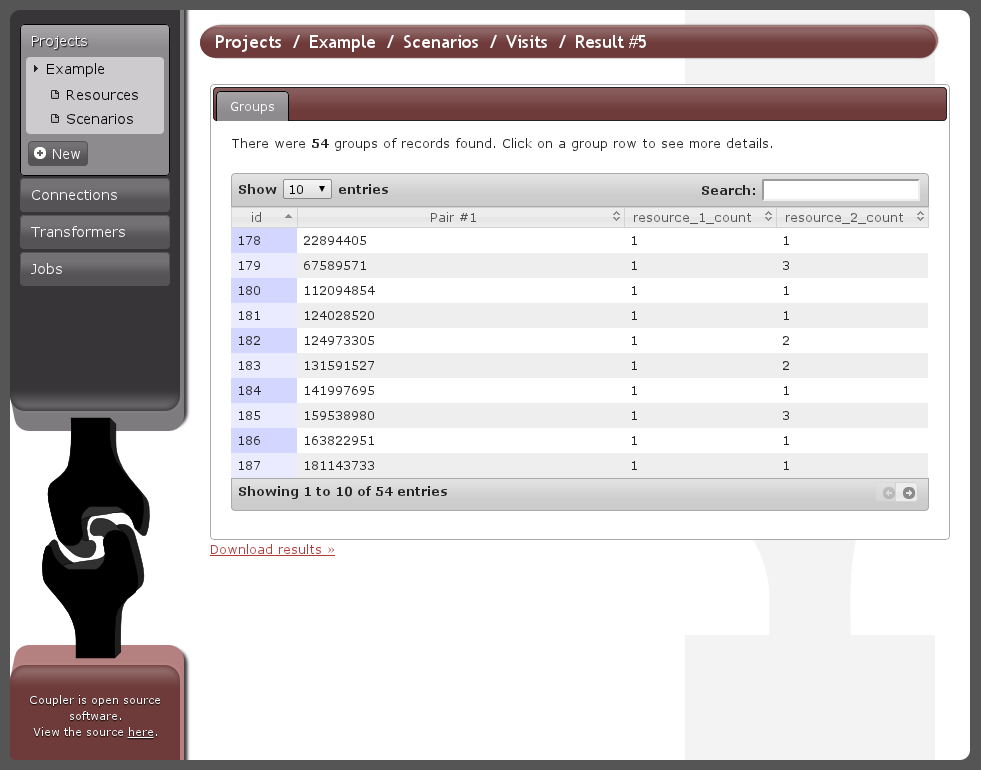 Projects
Example
Resources
Scenarios
New
Connections
Transformers
Jobs
Coupler is open source
software.
View the source here.
Projects / Example / Scenarios / Visits / Result #5
Groups
There were 54 groups of records found. Click on a group row to see more details.
Show 10 entries Search:
id Pair #1 resource_1_count resource_2_count
178 22894405 1 1
179 67589571 1 3
180 112094854 1 1
181 124028520 1 1
182 124973305 1 2
183 131591527 1 2
184 141997695 1 1
185 159538980 1 3
186 163822951 1 1
187 181143733 1 1
Showing 1 to 10 of 54 entries
Download results »